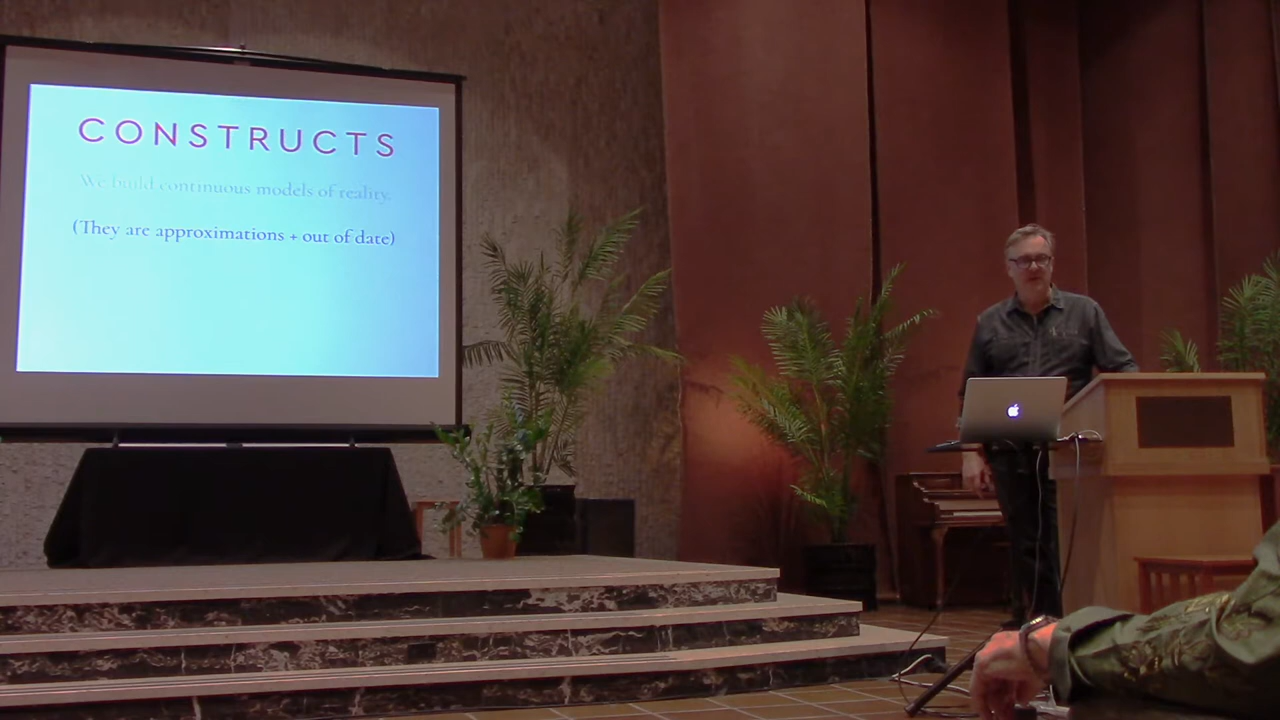 CONSTRUCTS
We build continuous models of reality.
(They are approximations + out of date)